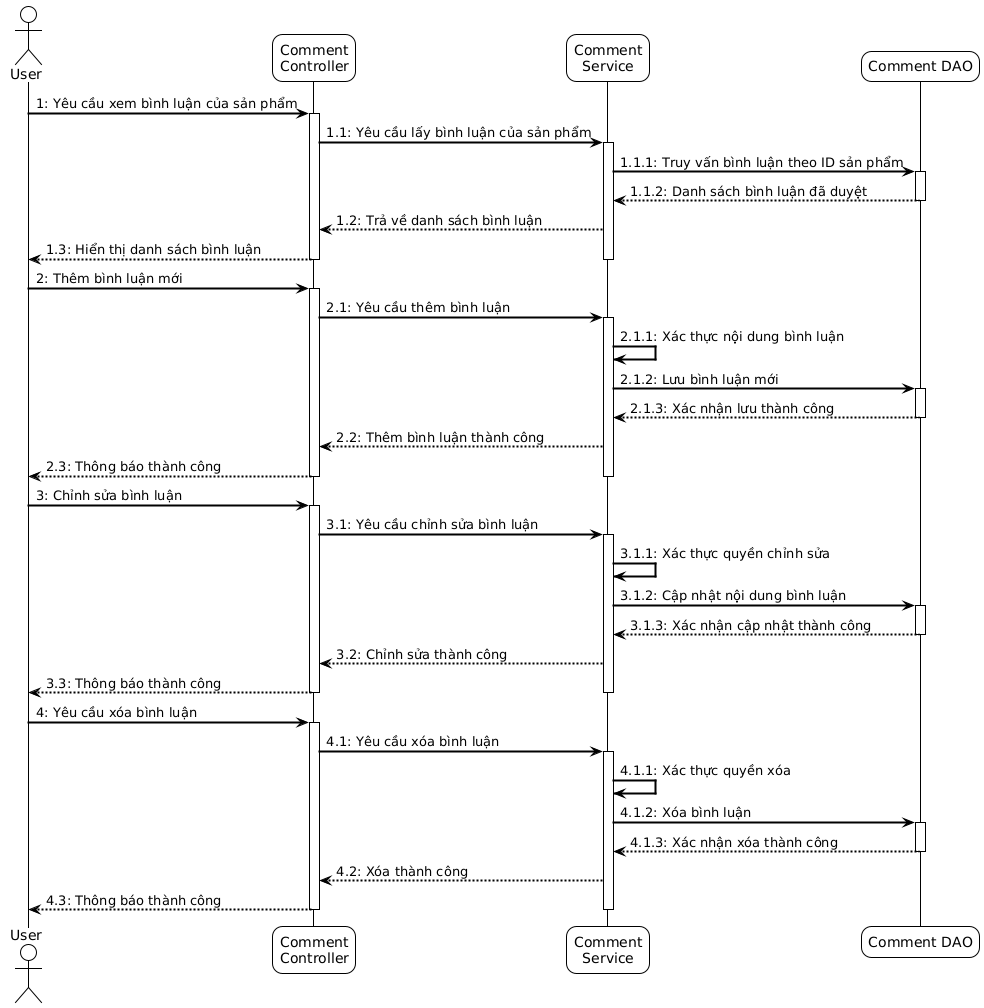 User
Comment
Controller
Comment
Service
Comment DAO
1: Yêu cầu xem bình luận của sản phẩm
1.1: Yêu cầu lấy bình luận của sản phẩm
1.1.1: Truy vấn bình luận theo ID sản phẩm
1.1.2: Danh sách bình luận đã duyệt
1.2: Trả về danh sách bình luận
1.3: Hiển thị danh sách bình luận
2: Thêm bình luận mới
2.1: Yêu cầu thêm bình luận
2.1.1: Xác thực nội dung bình luận
2.1.2: Lưu bình luận mới
2.1.3: Xác nhận lưu thành công
2.2: Thêm bình luận thành công
2.3: Thông báo thành công
3: Chỉnh sửa bình luận
3.1: Yêu cầu chỉnh sửa bình luận
3.1.1: Xác thực quyền chỉnh sửa
3.1.2: Cập nhật nội dung bình luận
3.1.3: Xác nhận cập nhật thành công
3.2: Chỉnh sửa thành công
3.3: Thông báo thành công
4: Yêu cầu xóa bình luận
4.1: Yêu cầu xóa bình luận
4.1.1: Xác thực quyền xóa
4.1.2: Xóa bình luận
4.1.3: Xác nhận xóa thành công
4.2: Xóa thành công
4.3: Thông báo thành công
User
Comment
Controller
Comment
Service
Comment DAO